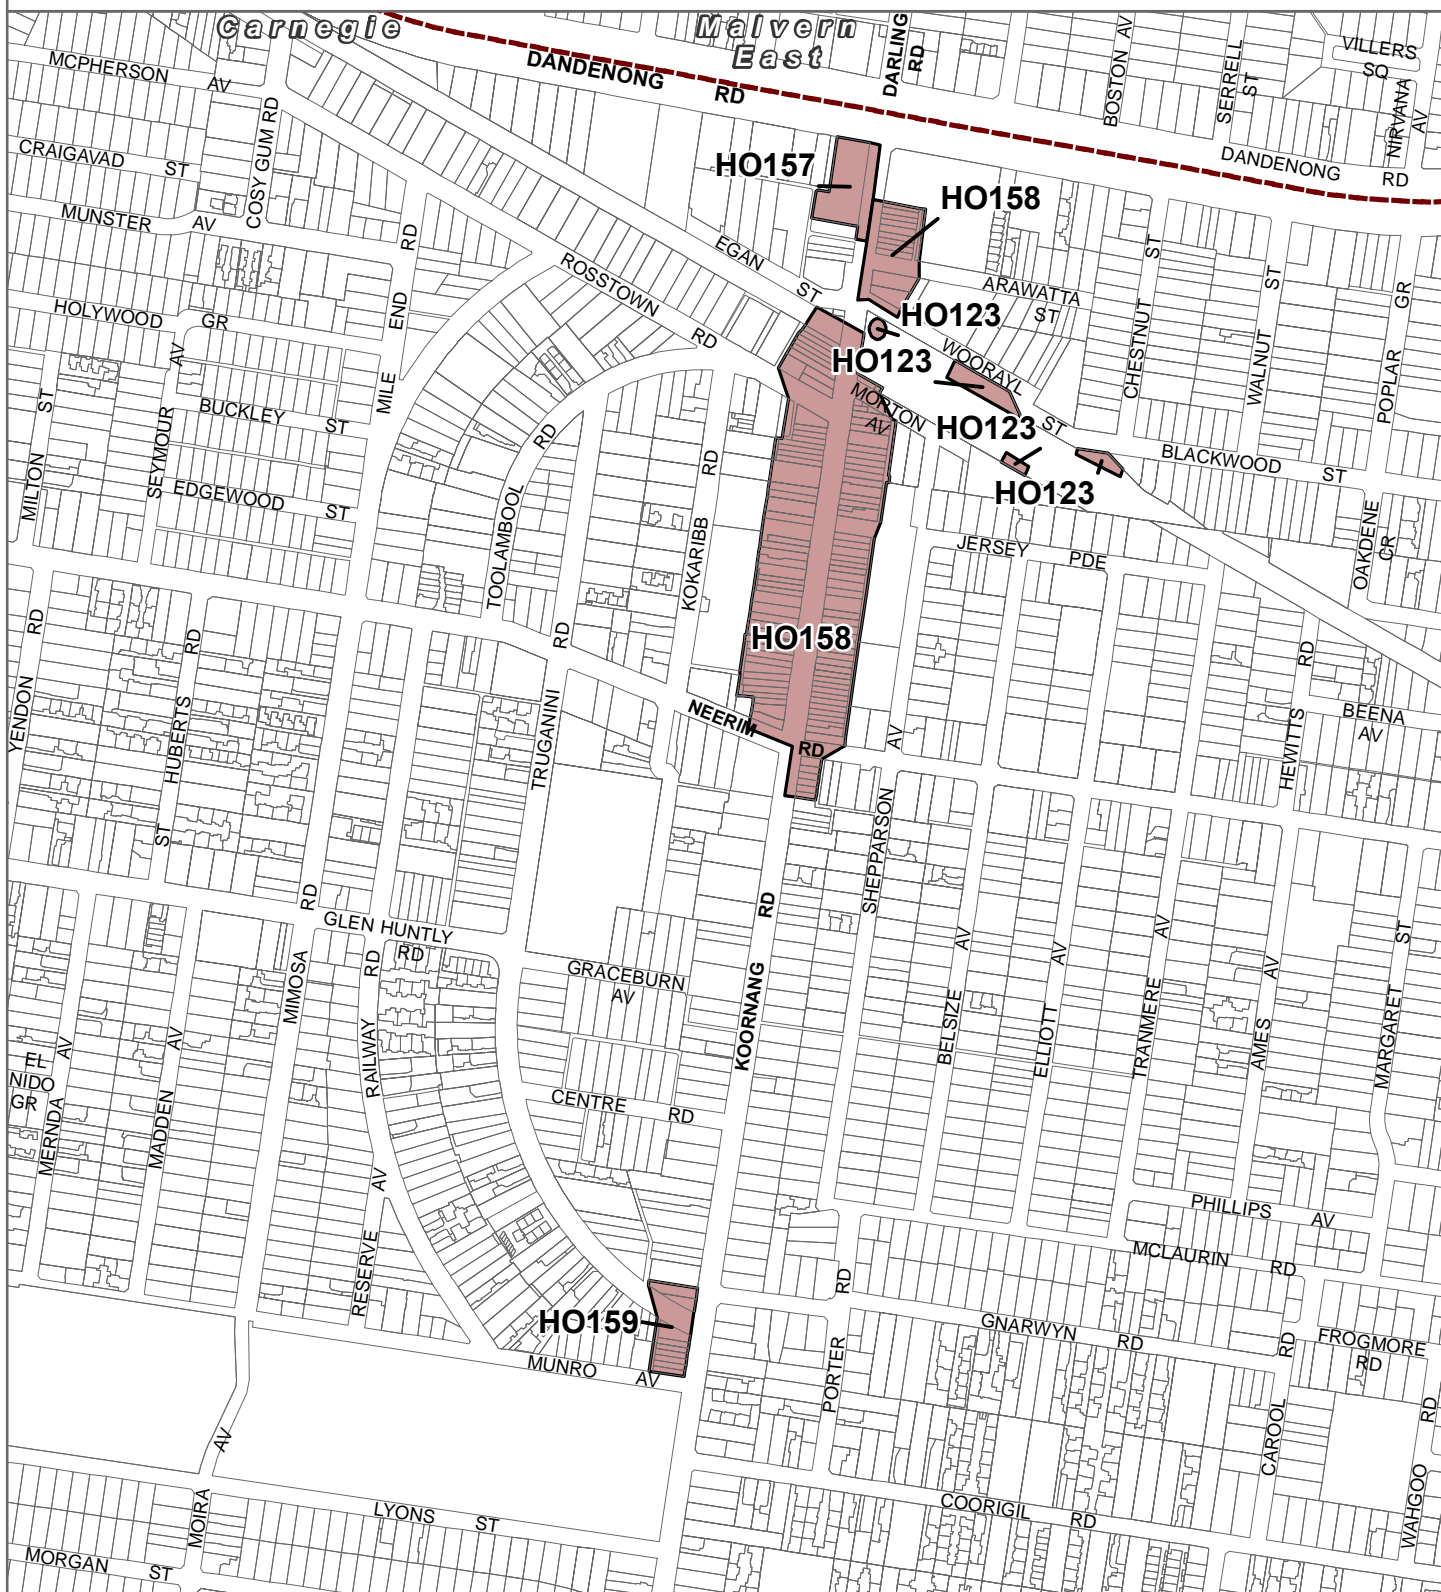 Carnegie
Malvern
East
DARLING
RD
BOSTON AV
SERRELL
ST
VILLERS
SQ
NIRVANA
AV
MCPHERSON
AV
DANDENONG
RD
COSY GUM RD
CRAIGAVAD
ST
DANDENONG
RD
HO157
HO158
MUNSTER
AV
RD
EGAN
ST
ROSSTOWN
RD
ARAWATTA
ST
CHESTNUT
ST
WALNUT
ST
POPLAR
GR
HOLYWOOD
GR
MILE
END
HO123
HO123
WOORAYL
ST
MORTON
AV
AV
SEYMOUR
BUCKLEY
ST
MILTON
ST
TOOLAMBOOL
RD
KOKARIBB
RD
HO123
HO123
BLACKWOOD
ST
EDGEWOOD
ST
OAKDENE
CR
JERSEY
PDE
YENDON
RD
HUBERTS
RD
ST
TRUGANINI
RD
HO158
NEERIM
RD
AV
SHEPPARSON
HEWITTS
RD
BEENA
AV
MIMOSA
RD
GLEN HUNTLY
RD
RAILWAY
RD
GRACEBURN
AV
KOORNANG
RD
BELSIZE
AV
ELLIOTT
AV
TRANMERE
AV
AMES
AV
MARGARET
ST
EL
NIDO
GR
MERNDA
AV
MADDEN
AV
CENTRE
RD
RESERVE
AV
PHILLIPS
AV
MCLAURIN
RD
HO159
MUNRO
AV
PORTER
RD
GNARWYN
RD
FROGMORE
RD
CAROOL
RD
WAHGOO
RD
AV
MOIRA
LYONS
ST
COORIGIL
RD
MORGAN
ST